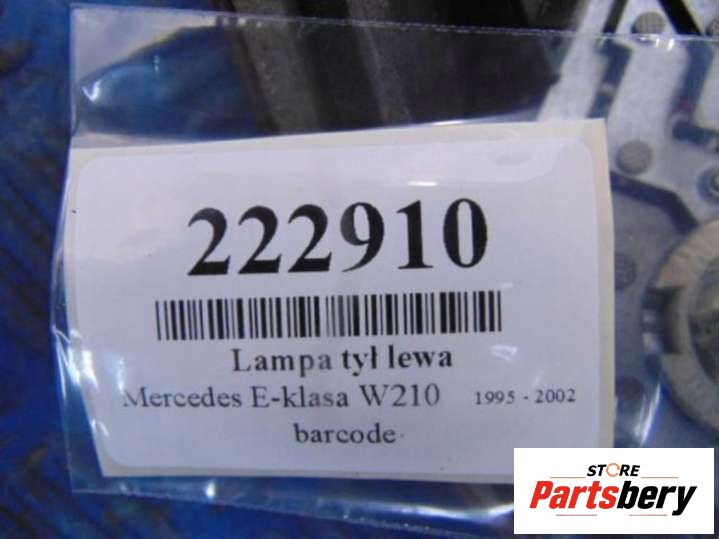 222910
Lampa tył lewa
Mercedes E-klasa W210 1995 - 2002
barcode
STORE
Partsbery